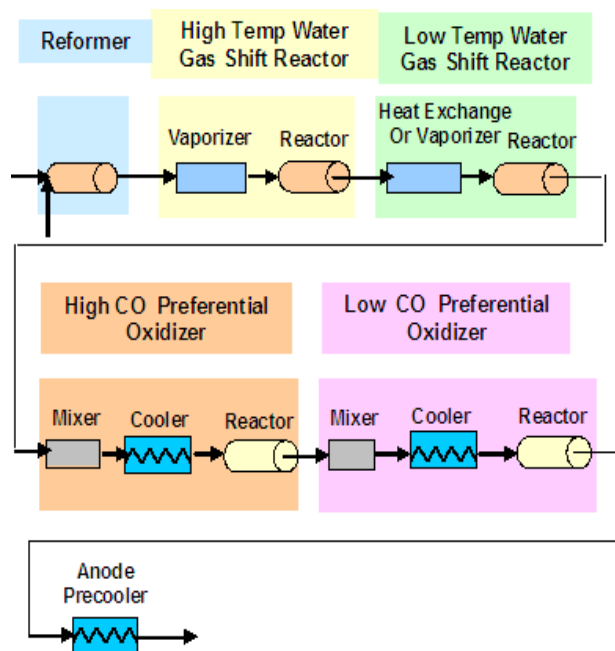 Reformer
High Temp Water
Gas Shift Reactor
Low Temp Water
Gas Shift Reactor
Vaporizer
Reactor
Heat Exchange
Or Vaporizer
Reactor
High CO Preferential
Oxidizer
Low CO Preferential
Oxidizer
Mixer
Cooler
Reactor
Mixer
Cooler
Reactor
Anode
Precooler